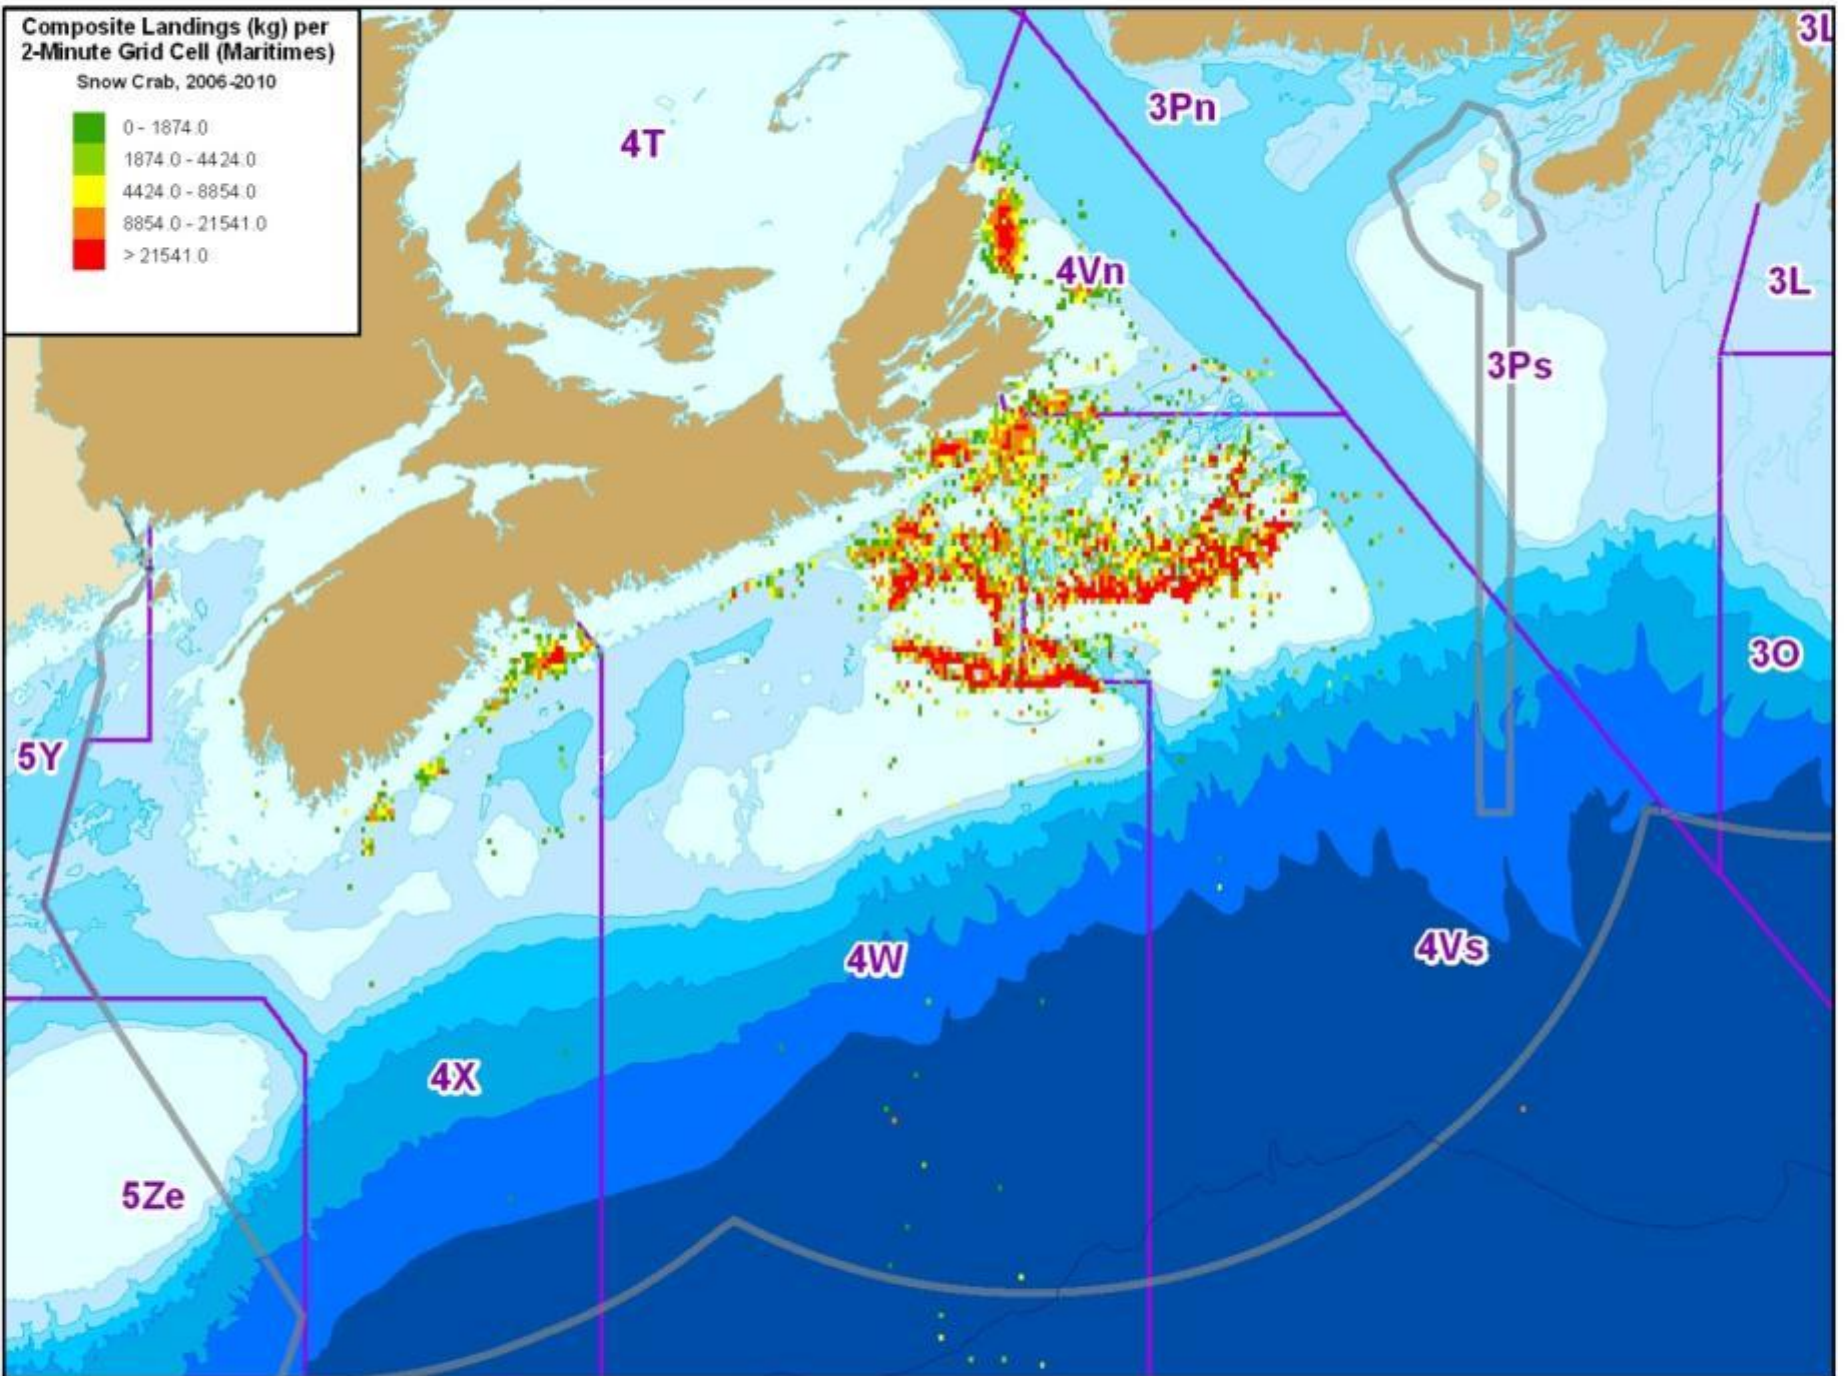 Composite Landings (kg) per
2-Minute Grid Cell (Maritimes)
Snow Crab, 2006-2010
0 - 1874.0
1874.0 - 4424.0
4424.0 - 8854.0
8854.0 - 21541.0
> 21541.0
3L
3Pn
4T
4Vn
3L
3Ps
3O
5Y
4Vs
4W
4X
5Ze